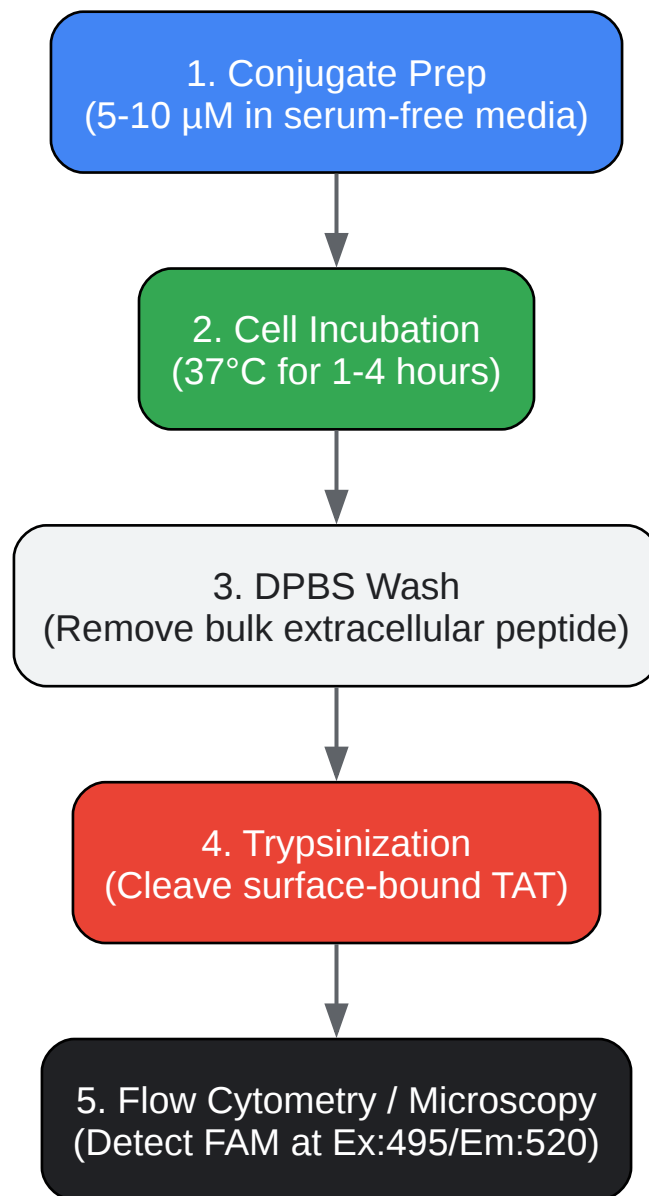 1. Conjugate Prep
(5-10 µM in serum-free media)
2. Cell Incubation
(37°C for 1-4 hours)
3. DPBS Wash
(Remove bulk extracellular peptide)
4. Trypsinization
(Cleave surface-bound TAT)
5. Flow Cytometry / Microscopy
(Detect FAM at Ex:495/Em:520)